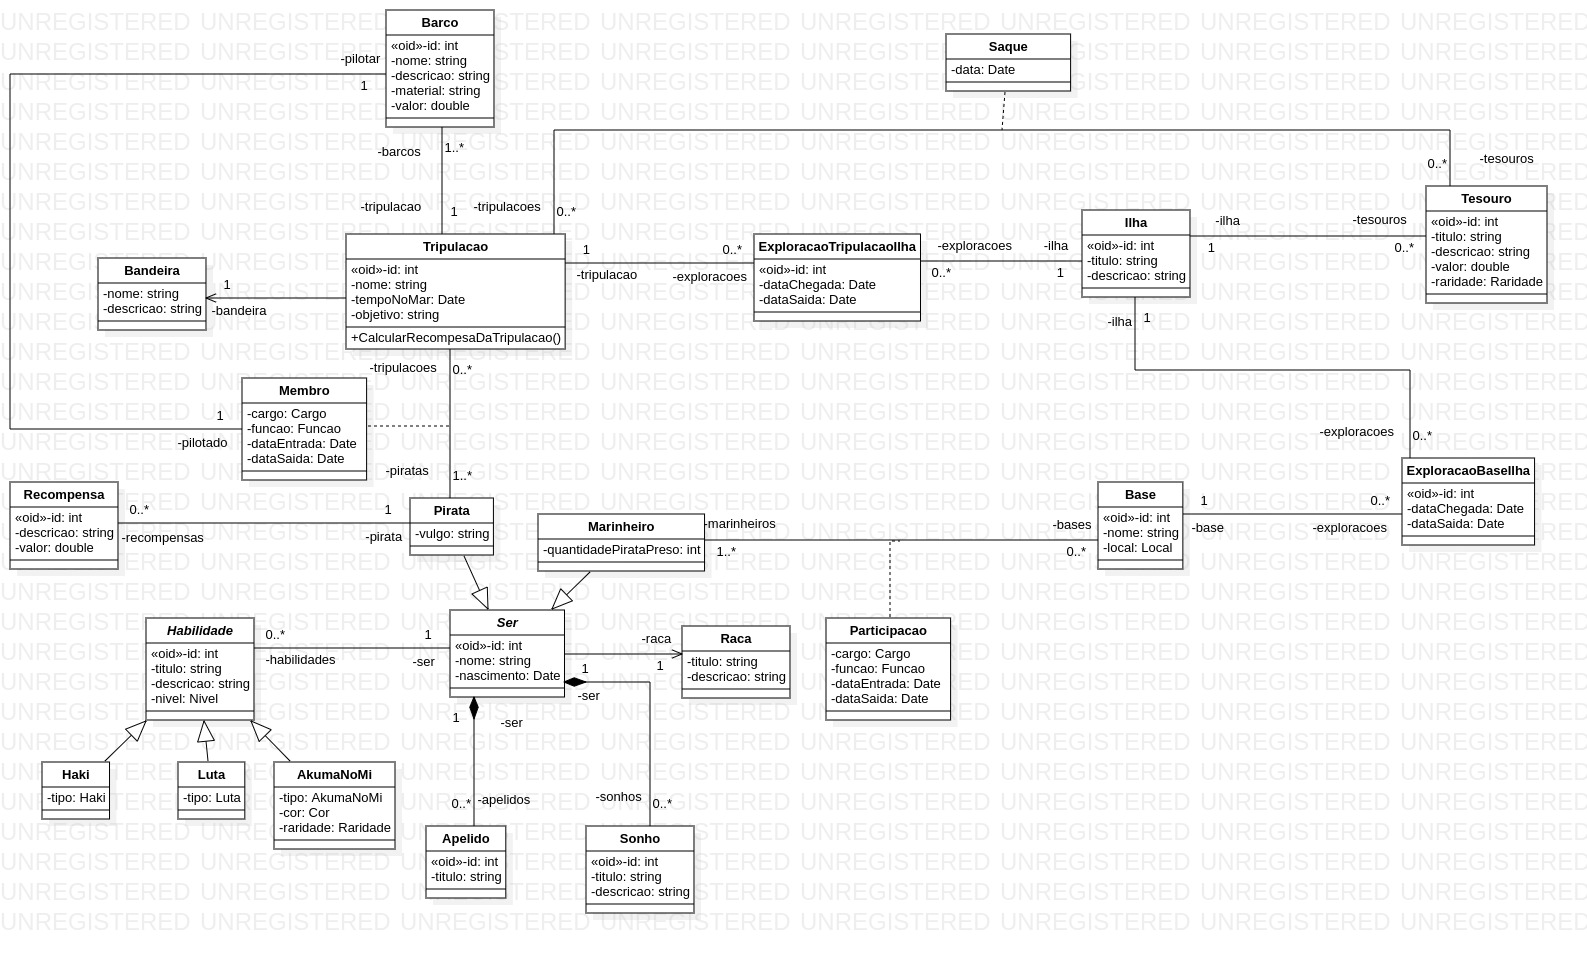 Barco
«oid»-id: int
-nome: string
-descricao: string
-material: string
-valor: double
-pilotar
1
Saque
-data: Date
-barcos
1..*
-tripulacao
1
-tripulacoes
0..*
0..*
-tesouros
Tesouro
«oid»-id: int
-titulo: string
-descricao: string
-valor: double
-raridade: Raridade
Tripulacao
«oid»-id: int
-nome: string
-tempoNoMar: Date
-objetivo: string
+CalcularRecompesaDaTripulacao()
Bandeira
-nome: string
-descricao: string
1
-bandeira
1
-tripulacao
0..*
-exploracoes
ExploracaoTripulacaoIlha
«oid»-id: int
-dataChegada: Date
-dataSaida: Date
-exploracoes
0..*
-ilha
1
Ilha
«oid»-id: int
-titulo: string
-descricao: string
-ilha
1
-tesouros
0..*
-ilha
1
-tripulacoes
0..*
Membro
-cargo: Cargo
-funcao: Funcao
-dataEntrada: Date
-dataSaida: Date
1
-pilotado
-piratas
1..*
-exploracoes
0..*
ExploracaoBaseIlha
«oid»-id: int
-dataChegada: Date
-dataSaida: Date
Recompensa
«oid»-id: int
-descricao: string
-valor: double
0..*
-recompensas
1
-pirata
Pirata
-vulgo: string
Marinheiro
-quantidadePirataPreso: int
-marinheiros
1..*
-bases
0..*
Base
«oid»-id: int
-nome: string
-local: Local
1
-base
0..*
-exploracoes
Habilidade
«oid»-id: int
-titulo: string
-descricao: string
-nivel: Nivel
0..*
-habilidades
1
-ser
Ser
«oid»-id: int
-nome: string
-nascimento: Date
-raca
1
Raca
-titulo: string
-descricao: string
1
-ser
1
-ser
Participacao
-cargo: Cargo
-funcao: Funcao
-dataEntrada: Date
-dataSaida: Date
Haki
-tipo: Haki
Luta
-tipo: Luta
AkumaNoMi
-tipo: AkumaNoMi
-cor: Cor
-raridade: Raridade
0..*
-apelidos
-sonhos
0..*
Apelido
«oid»-id: int
-titulo: string
Sonho
«oid»-id: int
-titulo: string
-descricao: string